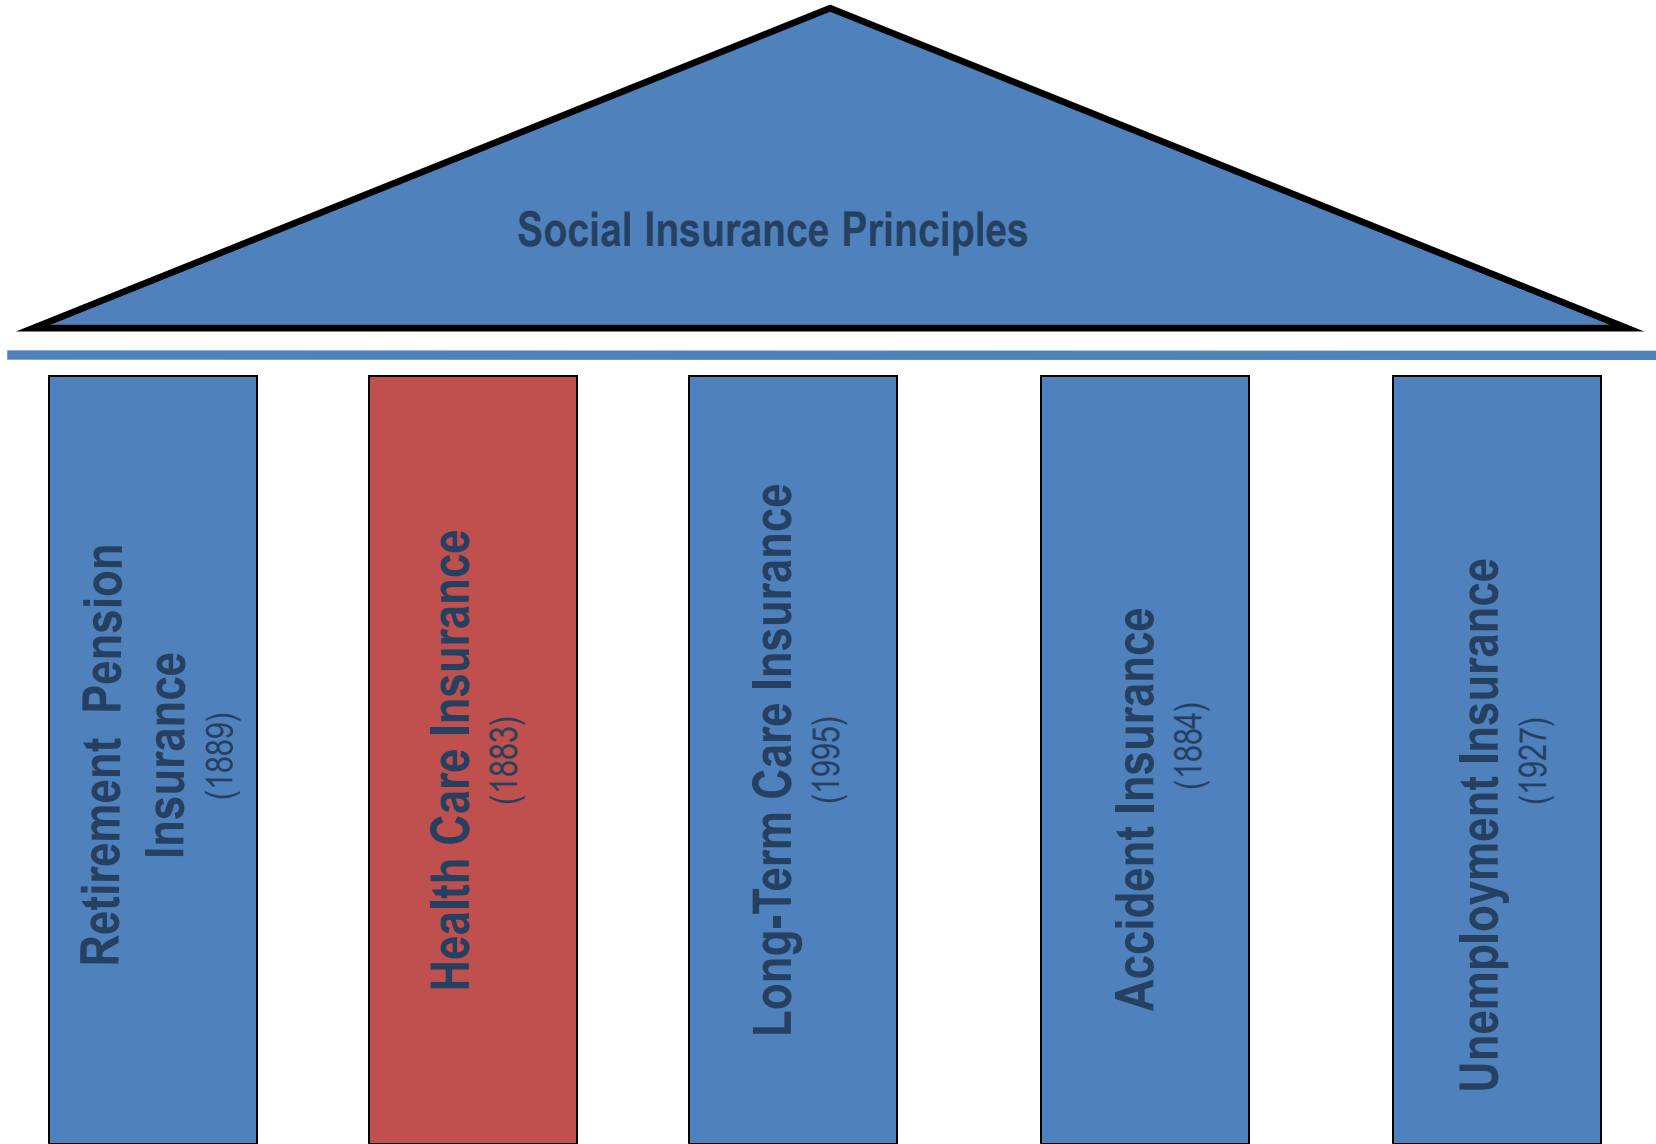 Social Insurance Principles
Retirement Pension
Insurance
(1889)
Health Care Insurance
(1883)
Long-Term Care Insurance
(1995)
Accident Insurance
(1884)
Unemployment Insurance
(1927)